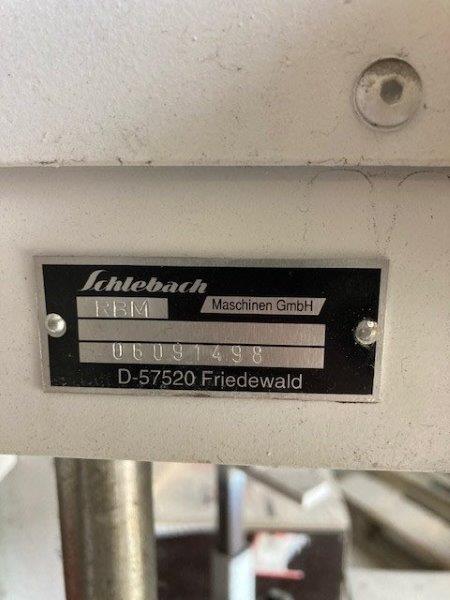 Schlebach
RBM Maschinen GmbH
06091498
D-57520 Friedewald